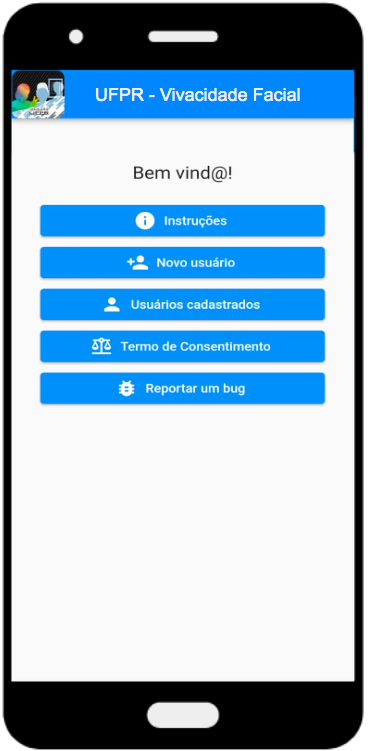 UFPR - Vivacidade Facial
Bem vind@!
Instruções
Novo usuário
Usuários cadastrados
Termo de Consentimento
Reportar um bug